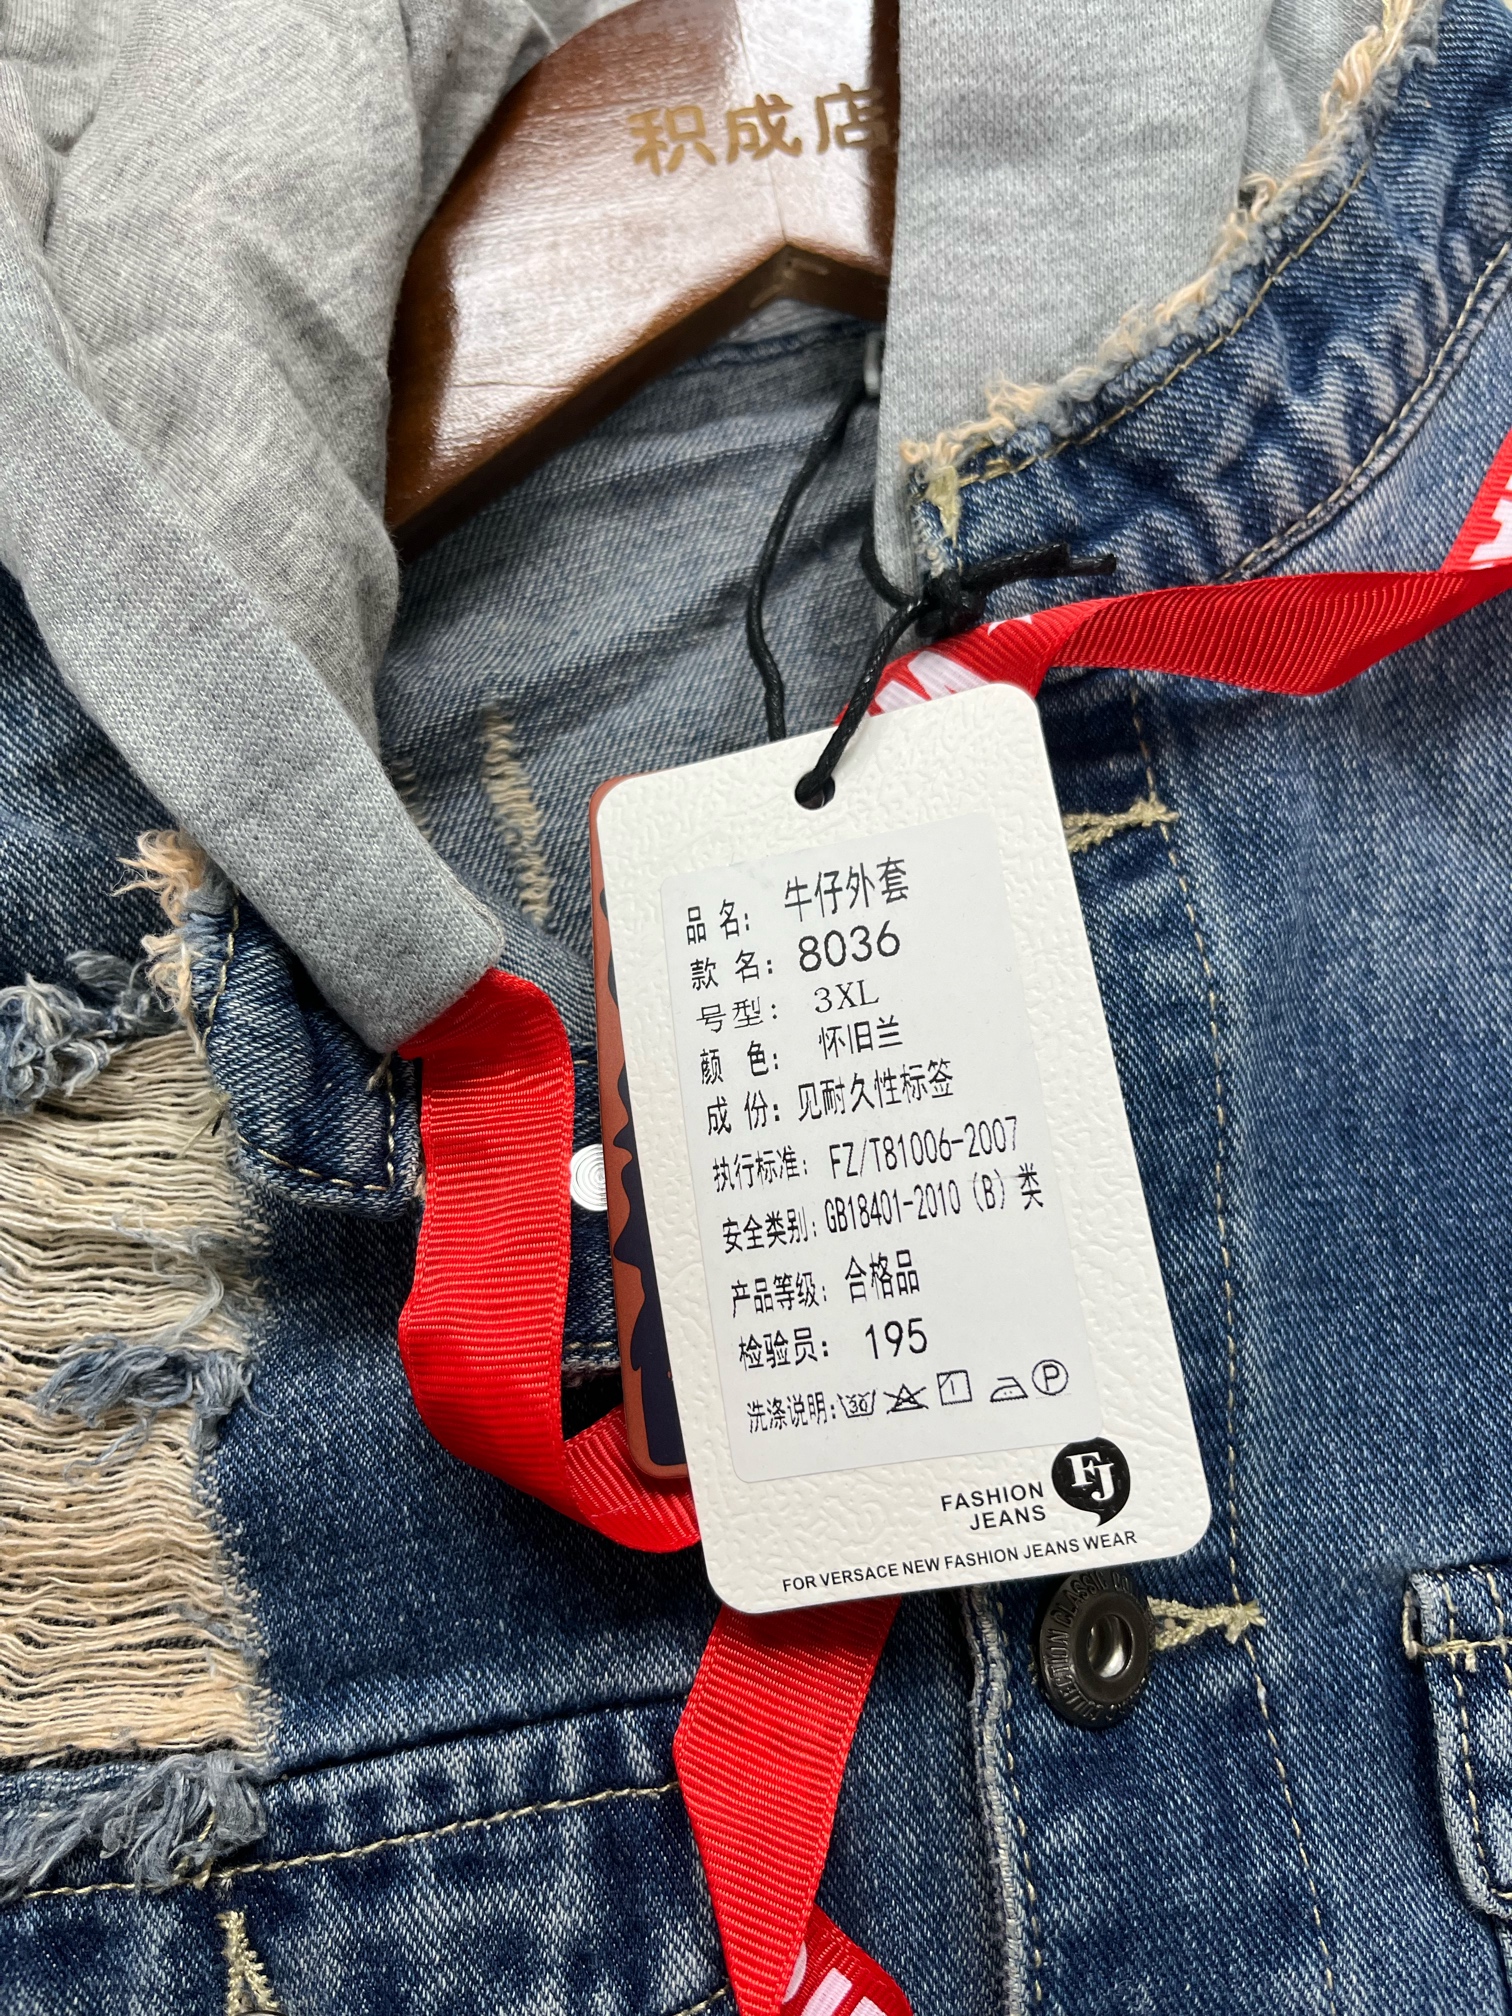 积成店
品名: 牛仔外套
款名: 8036
号型: 3XL
颜色: 怀旧兰
成份: 见耐久性标签
执行标准: FZ/T81006-2007
安全类别: GB18401-2010 (B) 类
产品等级: 合格品
检验员: 195
洗涤说明: 30 P
FJ
FASHION
JEANS
FOR VERSACE NEW FASHION JEANS WEAR